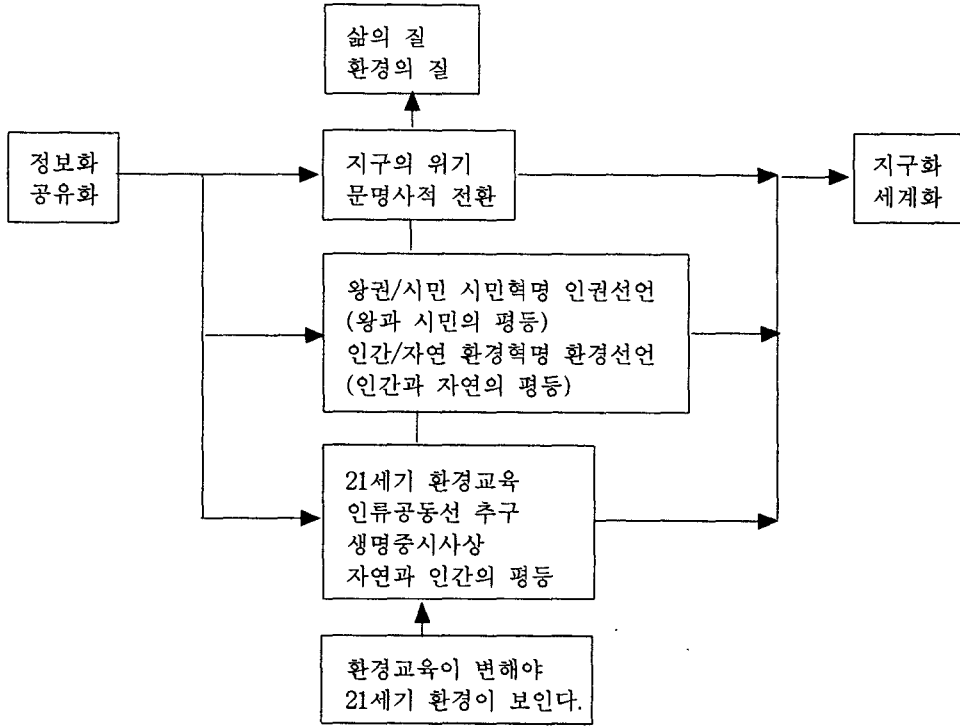 삶의 질
환경의 질
정보화
공유화
지구의 위기
문명사적 전환
지구화
세계화
왕권/시민 시민혁명 인권선언
(왕과 시민의 평등)
인간/자연 환경혁명 환경선언
(인간과 자연의 평등)
21세기 환경교육
인류공동선 추구
생명중시사상
자연과 인간의 평등
환경교육이 변해야
21세기 환경이 보인다.